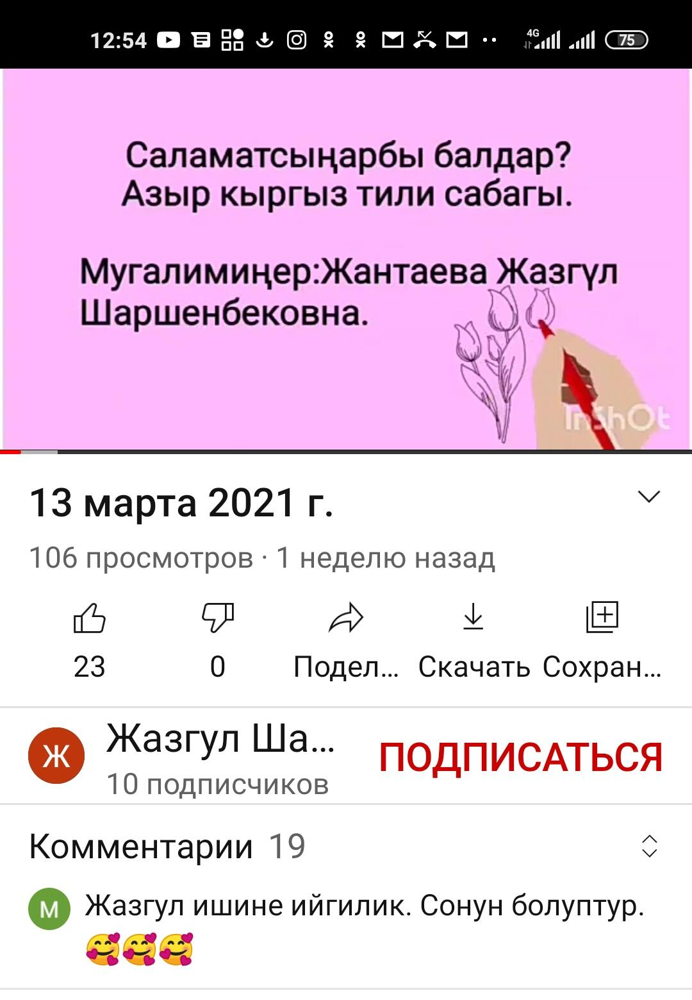 12:54
4G
75
Саламатсыңарбы балдар?
Азыр кыргыз тили сабагы.
Мугалимиңер:Жантаева Жазгүл
Шаршенбековна.
InShOt
13 марта 2021 г.
106 просмотров · 1 неделю назад
23 0 Подел... Скачать Сохран...
Ж
Жазгул Ша...
10 подписчиков
ПОДПИСАТЬСЯ
Комментарии 19
М
Жазгул ишине ийгилик. Сонун болуптур.
🥰🥰🥰